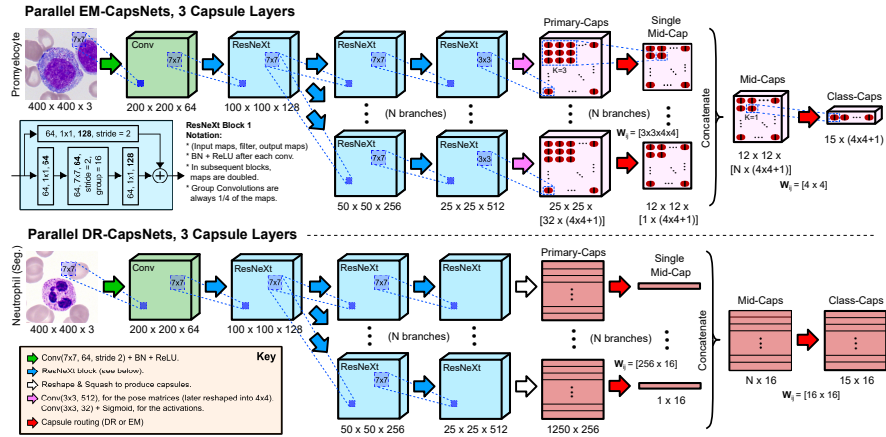 Parallel EM-CapsNets, 3 Capsule Layers
Promyelocyte
7x7
400 x 400 x 3
Conv
7x7
200 x 200 x 64
ResNeXt
7x7
100 x 100 x 128
ResNeXt
7x7
ResNeXt
3x3
Primary-Caps
K=3
Single
Mid-Cap
(N branches)
(N branches)
W_ij = [3x3x4x4]
ResNeXt
7x7
50 x 50 x 256
ResNeXt
3x3
25 x 25 x 512
25 x 25 x
[32 x (4x4+1)]
12 x 12 x
[1 x (4x4+1)]
Concatenate
Mid-Caps
K=1
12 x 12 x
[N x (4x4+1)]
Class-Caps
15 x (4x4+1)
W_ij = [4 x 4]
64, 1x1, 128, stride = 2
64, 1x1, 64
64, 7x7, 64,
stride = 2,
group = 16
64, 1x1, 128
ResNeXt Block 1
Notation:
* (Input maps, filter, output maps)
* BN + ReLU after each conv.
* In subsequent blocks,
maps are doubled.
* Group Convolutions are
always 1/4 of the maps.
Parallel DR-CapsNets, 3 Capsule Layers
Neutrophil (Seg.)
7x7
400 x 400 x 3
Conv
7x7
200 x 200 x 64
ResNeXt
7x7
100 x 100 x 128
ResNeXt
7x7
ResNeXt
Primary-Caps
Single
Mid-Cap
(N branches)
(N branches)
W_ij = [256 x 16]
ResNeXt
7x7
50 x 50 x 256
ResNeXt
25 x 25 x 512
1250 x 256
1 x 16
Concatenate
Mid-Caps
N x 16
Class-Caps
15 x 16
W_ij = [16 x 16]
Key
Conv(7x7, 64, stride 2) + BN + ReLU.
ResNeXt block (see below).
Reshape & Squash to produce capsules.
Conv(3x3, 512), for the pose matrices (later reshaped into 4x4).
Conv(3x3, 32) + Sigmoid, for the activations.
Capsule routing (DR or EM)